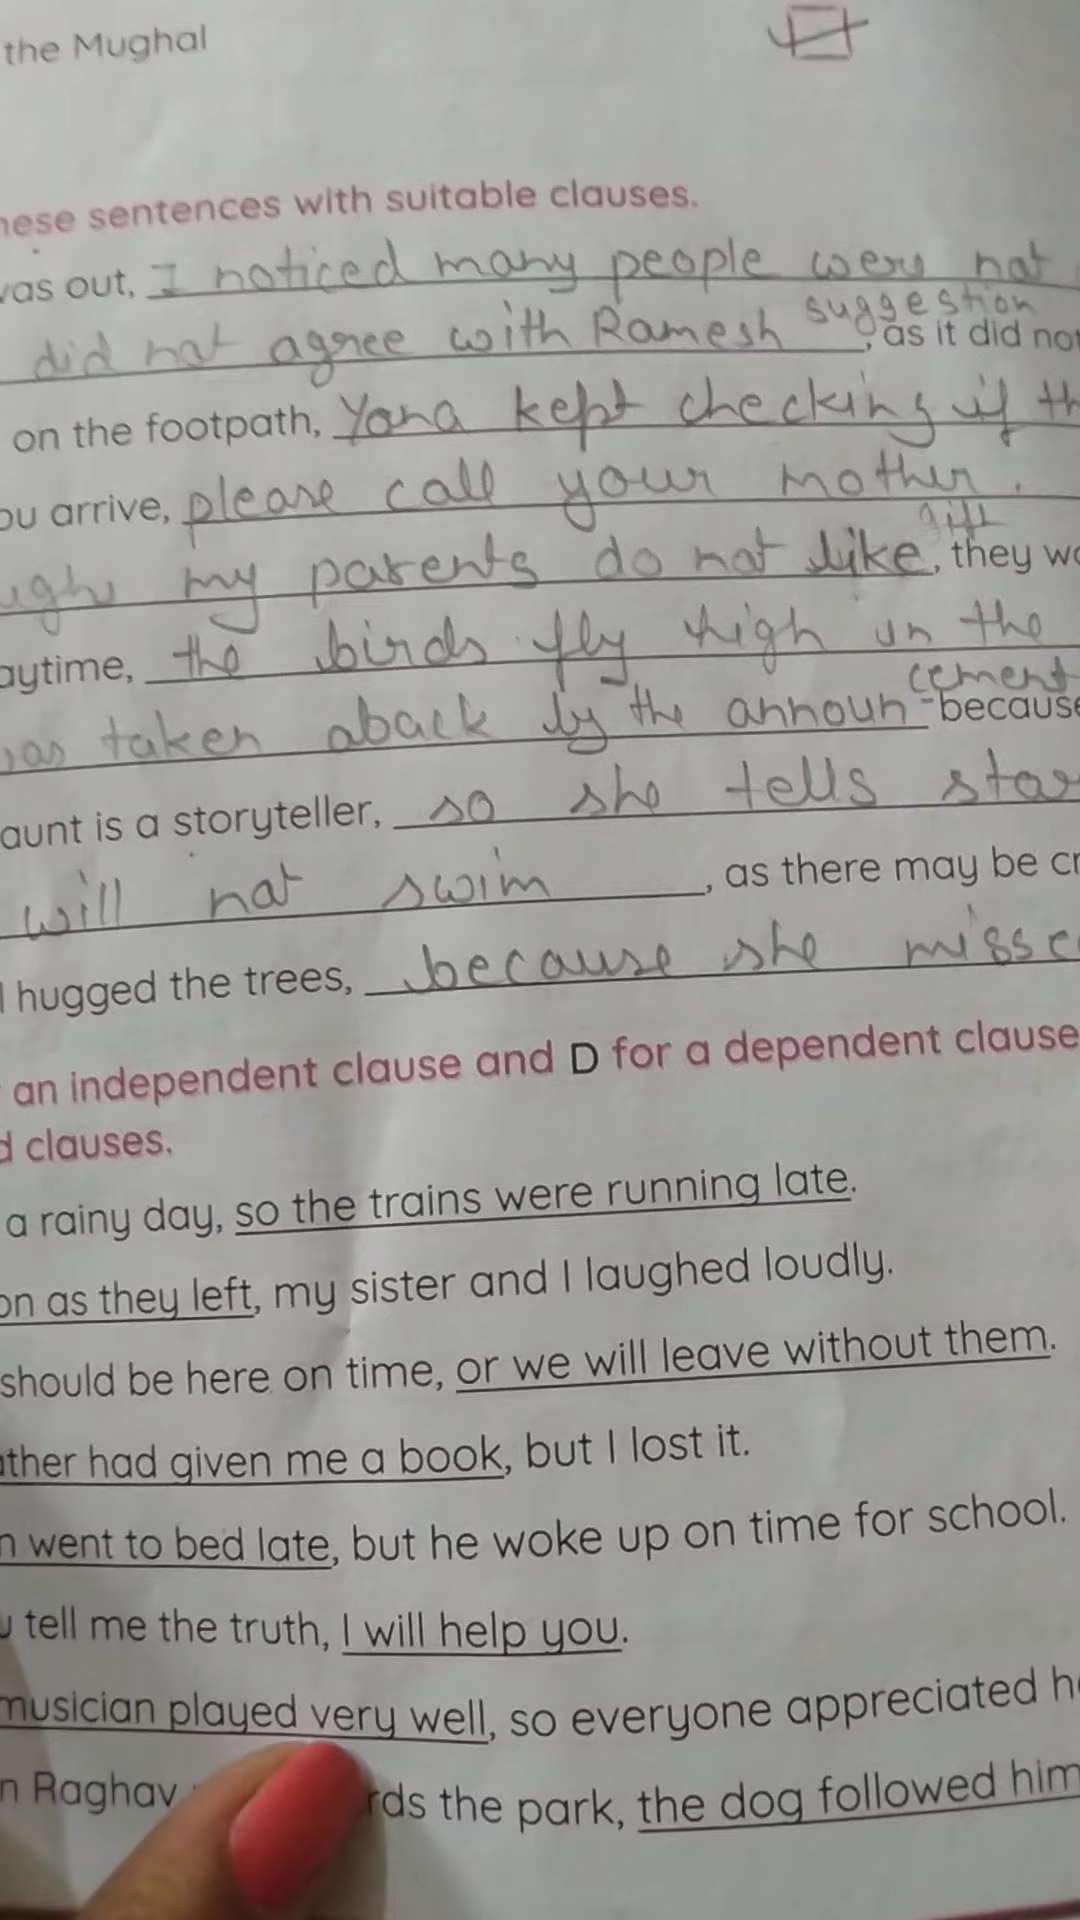 the Mughal
these sentences with suitable clauses.
was out, I noticed many people were not
did not agree with Ramesh suggestion, as it did not
on the footpath, Yana kept checking if th
ou arrive, please call your mother.
ugh my parents do not like gift, they wo
aytime, the birds fly high in the
was taken aback by the announ-cement because
aunt is a storyteller, so she tells stor
will not swim, as there may be cr
I hugged the trees, because she misse
an independent clause and D for a dependent clause
d clauses.
a rainy day, so the trains were running late.
on as they left, my sister and I laughed loudly.
should be here on time, or we will leave without them.
ther had given me a book, but I lost it.
n went to bed late, but he woke up on time for school.
u tell me the truth, I will help you.
musician played very well, so everyone appreciated h
n Raghav rds the park, the dog followed him